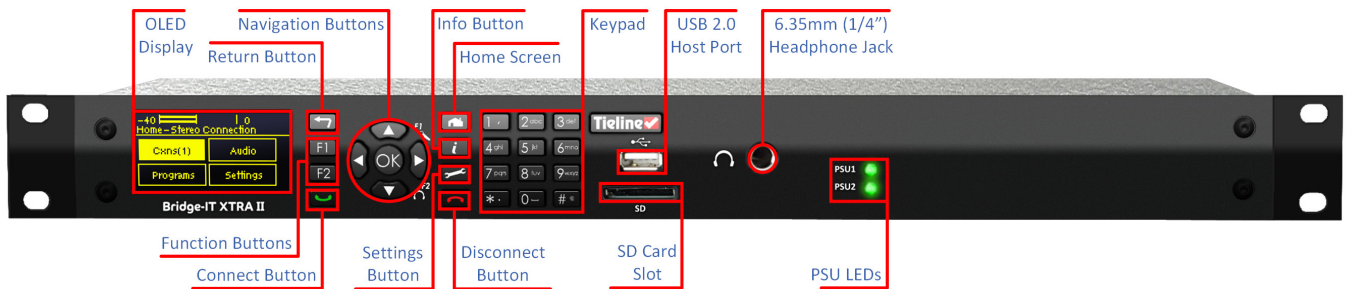 OLED
Display
Navigation Buttons
Info Button
Keypad
USB 2.0
Host Port
6.35mm (1/4”)
Headphone Jack
Return Button
Home Screen
-40
0
Home-Stereo Connection
Cxns(1)
Audio
Programs
Settings
F1
F2
OK
F1
F2
i
1
2 abc
3 def
4 ghi
5 jkl
6 mno
7 pqrs
8 tuv
9 wxyz
*
0
#
Tieline
SD
PSU1
PSU2
Bridge-IT XTRA II
Function Buttons
Connect Button
Settings
Button
Disconnect
Button
SD Card
Slot
PSU LEDs